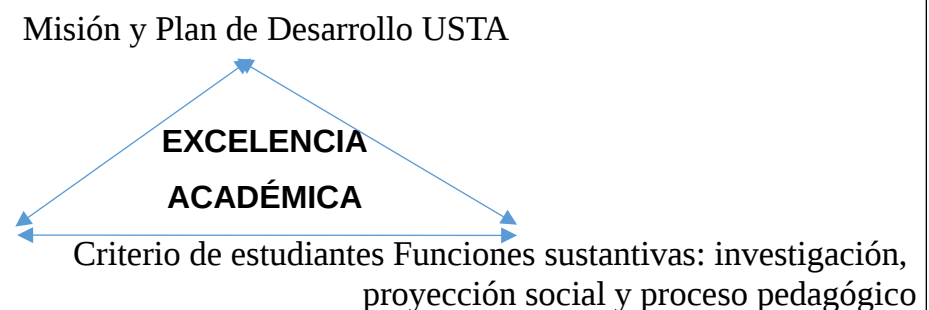 Misión y Plan de Desarrollo USTA
EXCELENCIA
ACADÉMICA
Criterio de estudiantes Funciones sustantivas: investigación,
proyección social y proceso pedagógico